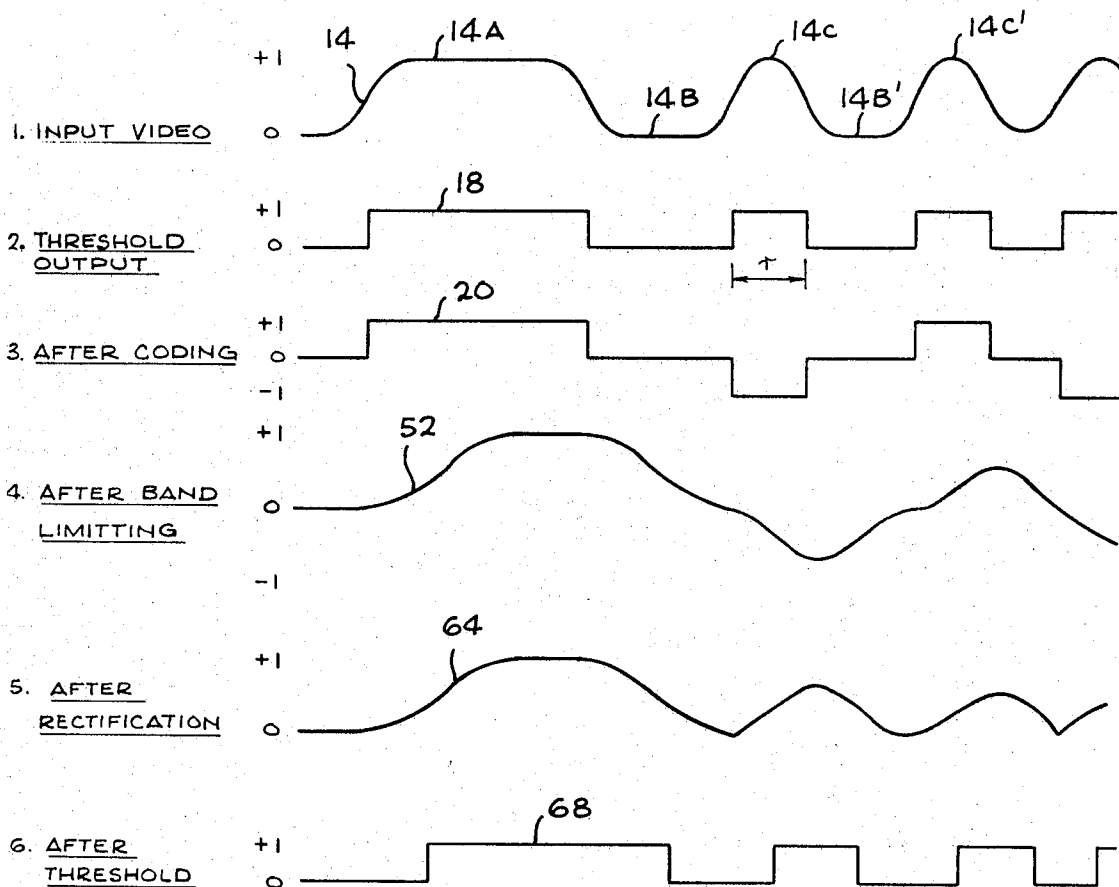 14
14A
14C
14C'
+1
14B
14B'
1. INPUT VIDEO
0
18
+1
2. THRESHOLD
OUTPUT
0
τ
20
+1
3. AFTER CODING
0
-1
52
+1
4. AFTER BAND
LIMITTING
0
-1
64
+1
5. AFTER
RECTIFICATION
0
68
6. AFTER
THRESHOLD
+1
0